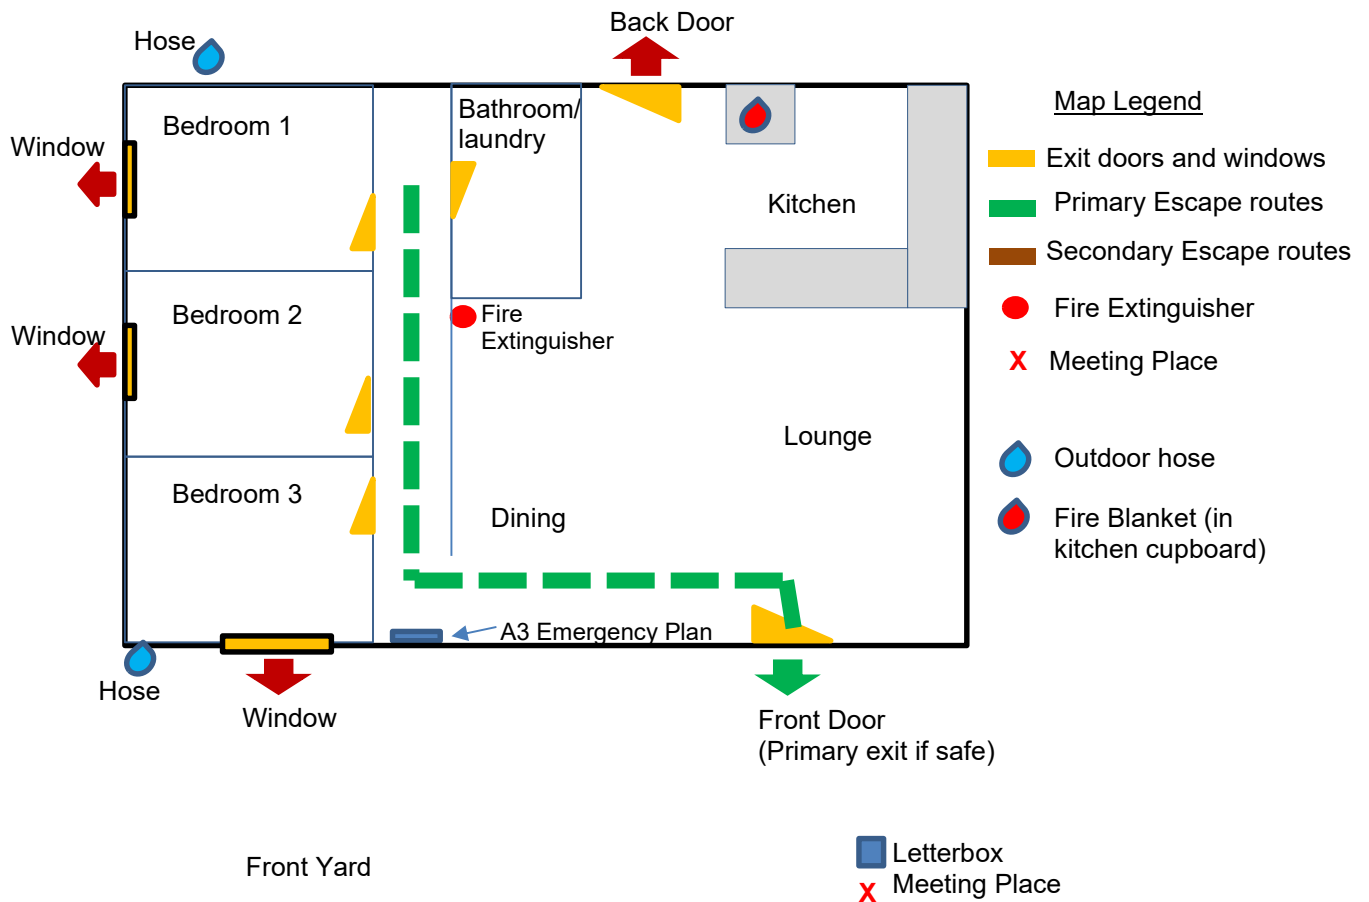 Back Door
Hose
Map Legend
Bedroom 1
Bathroom/
laundry
Window
Exit doors and windows
Kitchen
Primary Escape routes
Secondary Escape routes
Bedroom 2
Fire
Extinguisher
Fire Extinguisher
Window
X Meeting Place
Lounge
Outdoor hose
Bedroom 3
Dining
Fire Blanket (in
kitchen cupboard)
A3 Emergency Plan
Hose
Window
Front Door
(Primary exit if safe)
Front Yard
Letterbox
X Meeting Place